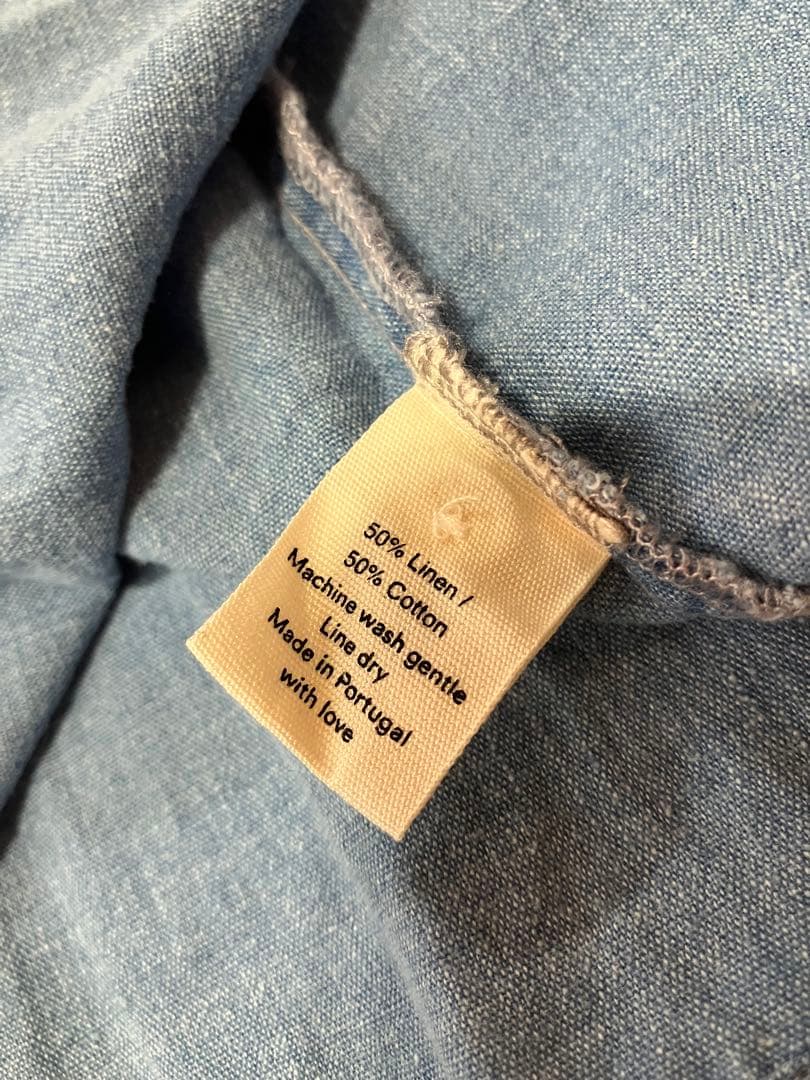 50% Linen /
50% Cotton
Machine wash gentle
Line dry
Made in Portugal
with love